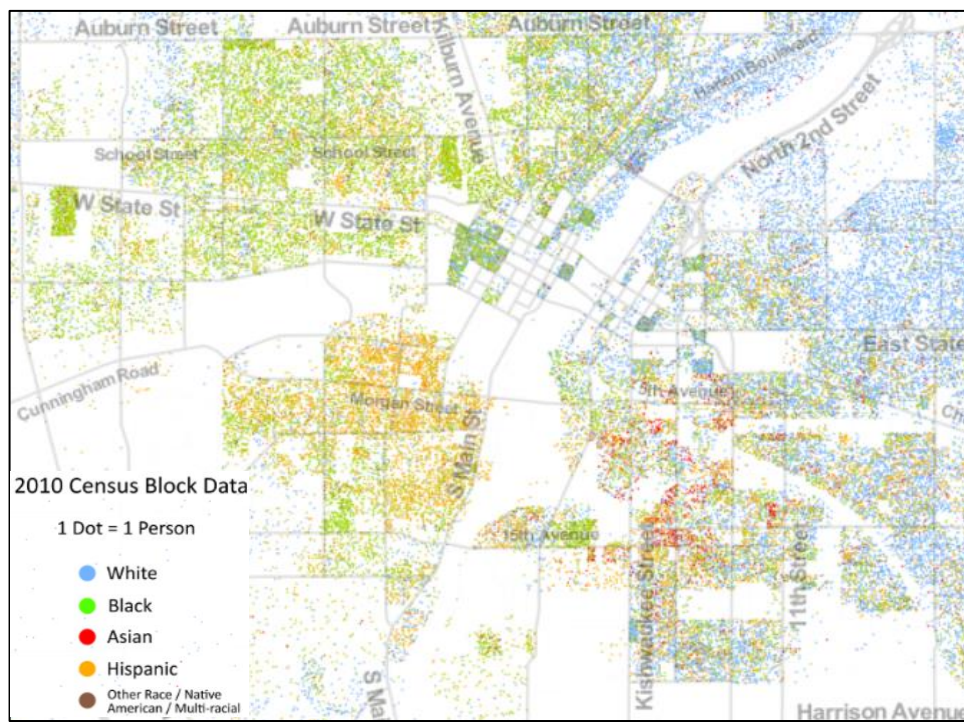 Auburn Street
Auburn Street
Auburn Street
Kilburn Avenue
Harlem Boulevard
North 2nd Street
School Street
School Street
W State St
W State St
East State
5th Avenue
Cunningham Road
Morgan Street
S Main St
15th Avenue
Kishwaukee Street
11th Street
S Mai
Harrison Avenue
2010 Census Block Data
1 Dot = 1 Person
White
Black
Asian
Hispanic
Other Race / Native
American / Multi-racial